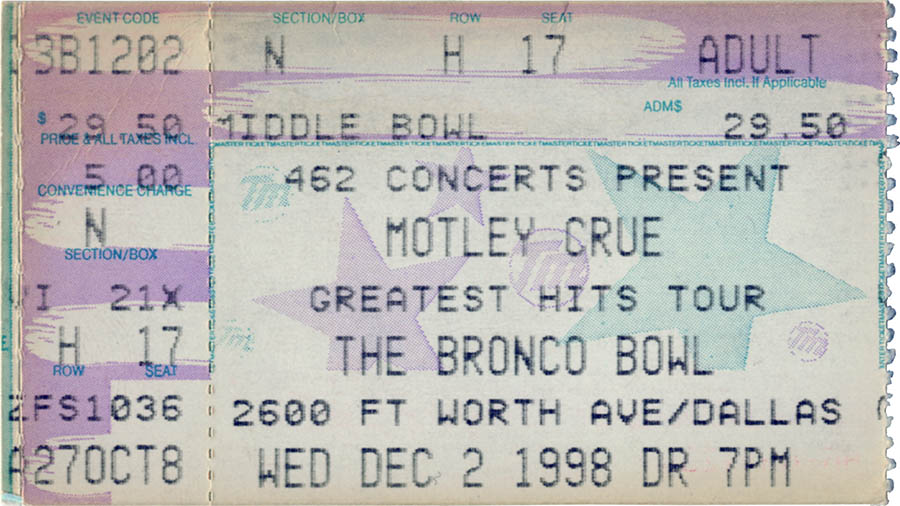 EVENT CODE SECTION/BOX ROW SEAT
3B1202 N H 17 ADULT
All Taxes Incl. If Applicable
$ 29.50 MIDDLE BOWL ADM$ 29.50
PRICE & ALL TAXES INCL.
5.00 462 CONCERTS PRESENT
CONVENIENCE CHARGE
N MOTLEY CRUE
SECTION/BOX
21X GREATEST HITS TOUR
H 17 THE BRONCO BOWL
ROW SEAT
ZFS1036 2600 FT WORTH AVE/DALLAS
A27OCT8 WED DEC 2 1998 DR 7PM